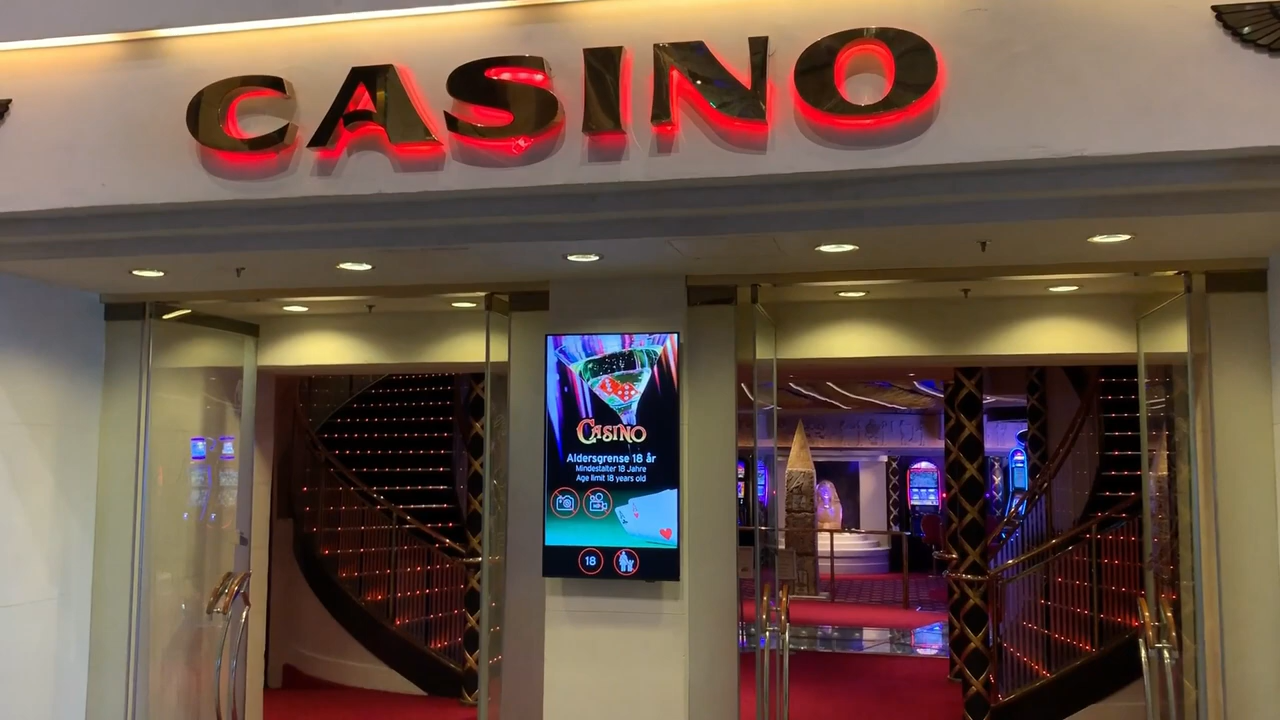 CASINO
CASINO
Aldersgrense 18 år
Mindestalter 18 Jahre
Age limit 18 years old
18